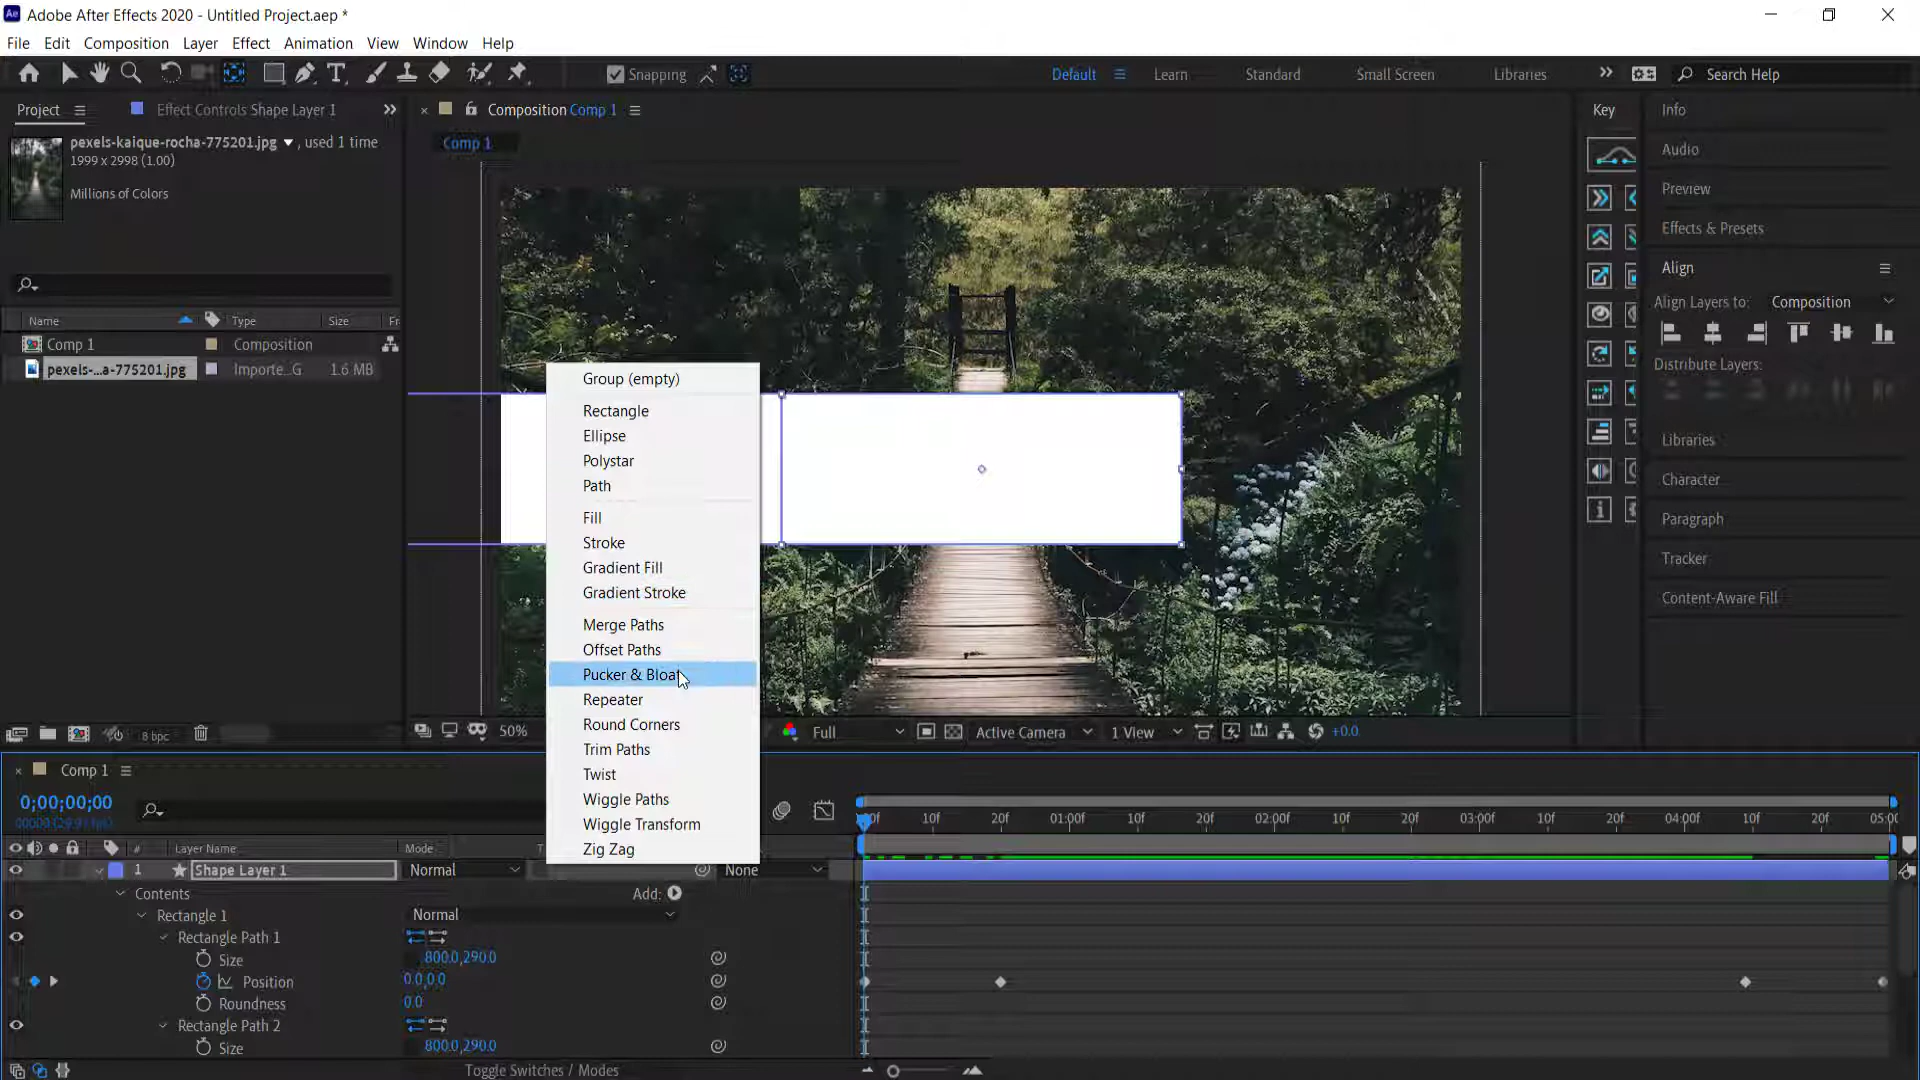 Adobe After Effects 2020 - Untitled Project.aep *
File Edit Composition Layer Effect Animation View Window Help
Snapping Default Learn Standard Small Screen Libraries Search Help
Project Effect Controls Shape Layer 1 Composition Comp 1 Key Info
Comp 1
pexels-kaique-rocha-775201.jpg , used 1 time
1999 x 2998 (1.00)
Millions of Colors
Audio
Preview
Effects & Presets
Align
Align Layers to: Composition
Distribute Layers:
Libraries
Character
Paragraph
Tracker
Content-Aware Fill
Name Type Size Fr
Comp 1 Composition
pexels-...a-775201.jpg Importe...G 1.6 MB
Group (empty)
Rectangle
Ellipse
Polystar
Path
Fill
Stroke
Gradient Fill
Gradient Stroke
Merge Paths
Offset Paths
Pucker & Bloat
Repeater
Round Corners
Trim Paths
Twist
Wiggle Paths
Wiggle Transform
Zig Zag
8 bpc 50% Full Active Camera 1 View +0.0
Comp 1
0;00;00;00
10f 20f 01:00f 10f 20f 02:00f 10f 20f 03:00f 10f 20f 04:00f 10f 20f
# Layer Name Mode
1 Shape Layer 1 Normal None
Contents Add:
Rectangle 1 Normal
Rectangle Path 1
Size 800.0,290.0
Position 0.0,0.0
Roundness 0.0
Rectangle Path 2
Size 800.0,290.0
Toggle Switches / Modes